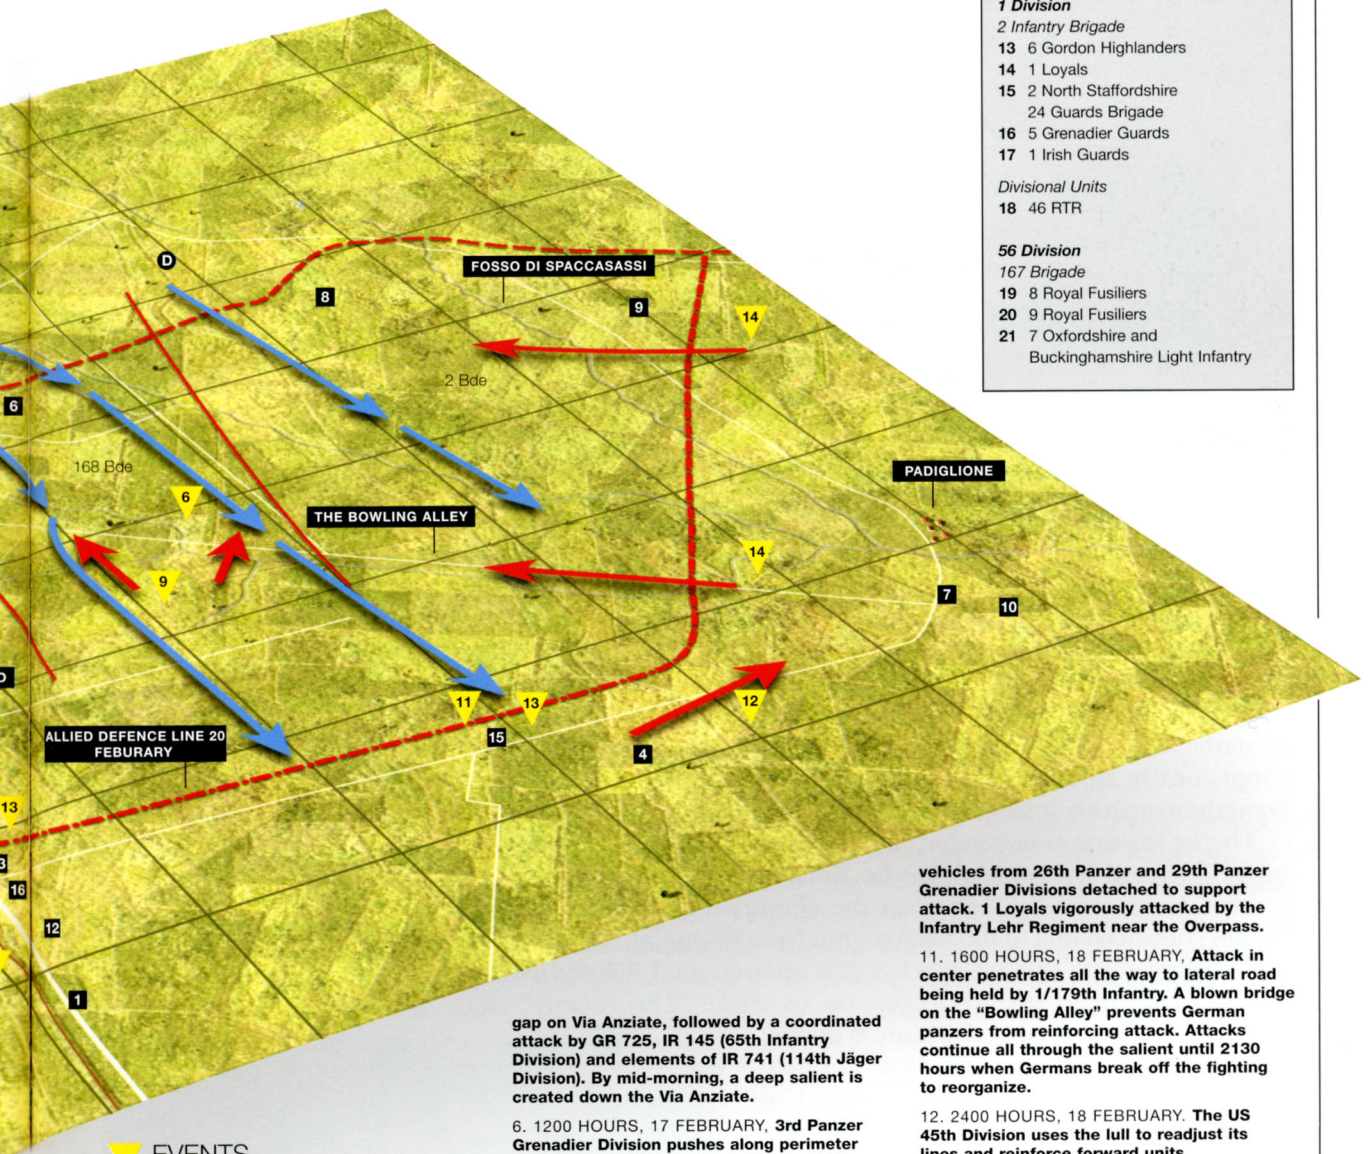 1 Division
2 Infantry Brigade
13 6 Gordon Highlanders
14 1 Loyals
15 2 North Staffordshire
24 Guards Brigade
16 5 Grenadier Guards
17 1 Irish Guards
Divisional Units
18 46 RTR
56 Division
167 Brigade
19 8 Royal Fusiliers
20 9 Royal Fusiliers
21 7 Oxfordshire and
Buckinghamshire Light Infantry
D
FOSSO DI SPACCASASSI
8
9
14
2 Bde
6
168 Bde
PADIGLIONE
6
THE BOWLING ALLEY
14
9
7
10
D
11
13
12
15
4
ALLIED DEFENCE LINE 20
FEBURARY
13
3
16
12
1
EVENTS
gap on Via Anziate, followed by a coordinated
attack by GR 725, IR 145 (65th Infantry
Division) and elements of IR 741 (114th Jäger
Division). By mid-morning, a deep salient is
created down the Via Anziate.
6. 1200 HOURS, 17 FEBRUARY, 3rd Panzer
Grenadier Division pushes along perimeter
vehicles from 26th Panzer and 29th Panzer
Grenadier Divisions detached to support
attack. 1 Loyals vigorously attacked by the
Infantry Lehr Regiment near the Overpass.
11. 1600 HOURS, 18 FEBRUARY, Attack in
center penetrates all the way to lateral road
being held by 1/179th Infantry. A blown bridge
on the “Bowling Alley” prevents German
panzers from reinforcing attack. Attacks
continue all through the salient until 2130
hours when Germans break off the fighting
to reorganize.
12. 2400 HOURS, 18 FEBRUARY. The US
45th Division uses the lull to readjust its
lines and reinforce forward units.